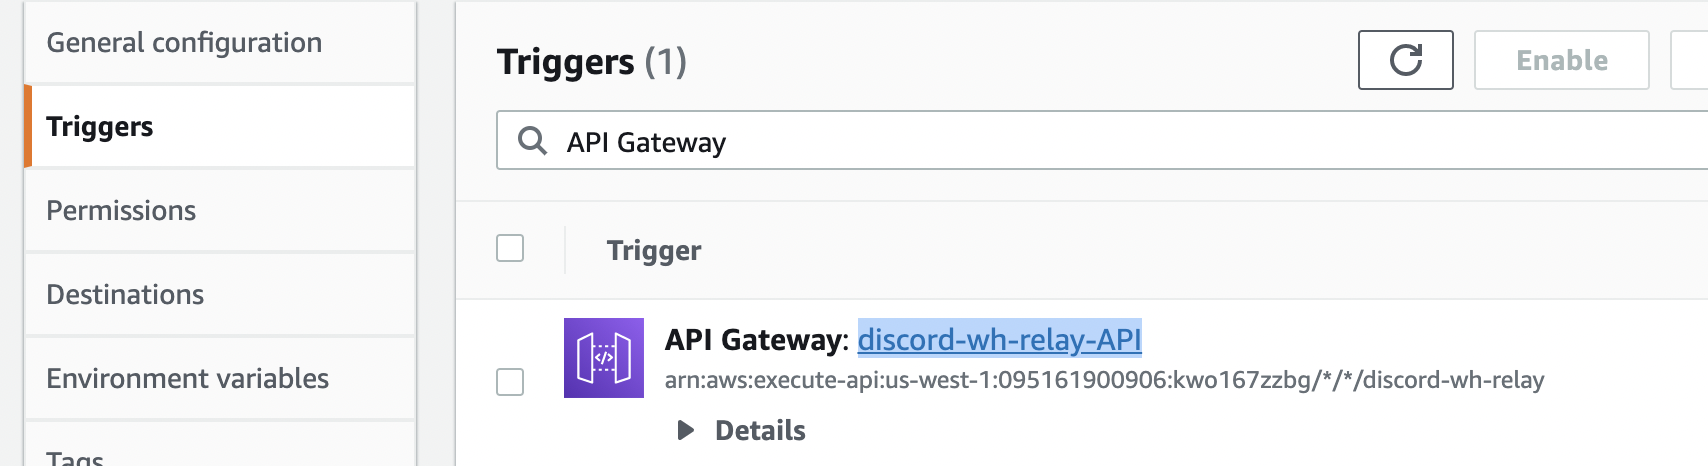 General configuration
Triggers
Permissions
Destinations
Environment variables
Tags
Triggers (1)
Enable
API Gateway
Trigger
API Gateway: discord-wh-relay-API
arn:aws:execute-api:us-west-1:095161900906:kwo167zzbg/*/*/discord-wh-relay
Details